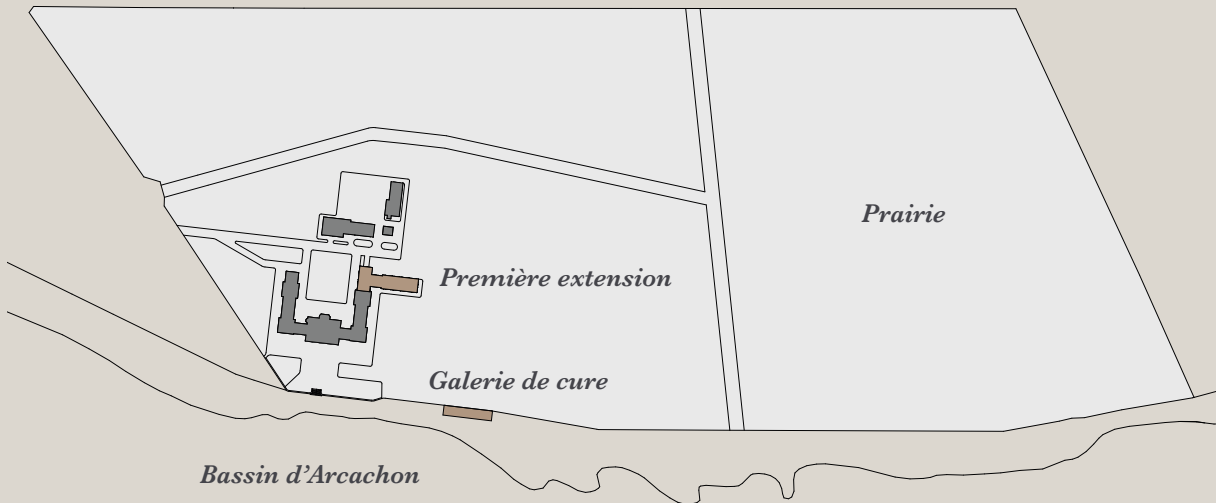 Prairie
Première extension
Galerie de cure
Bassin d’Arcachon